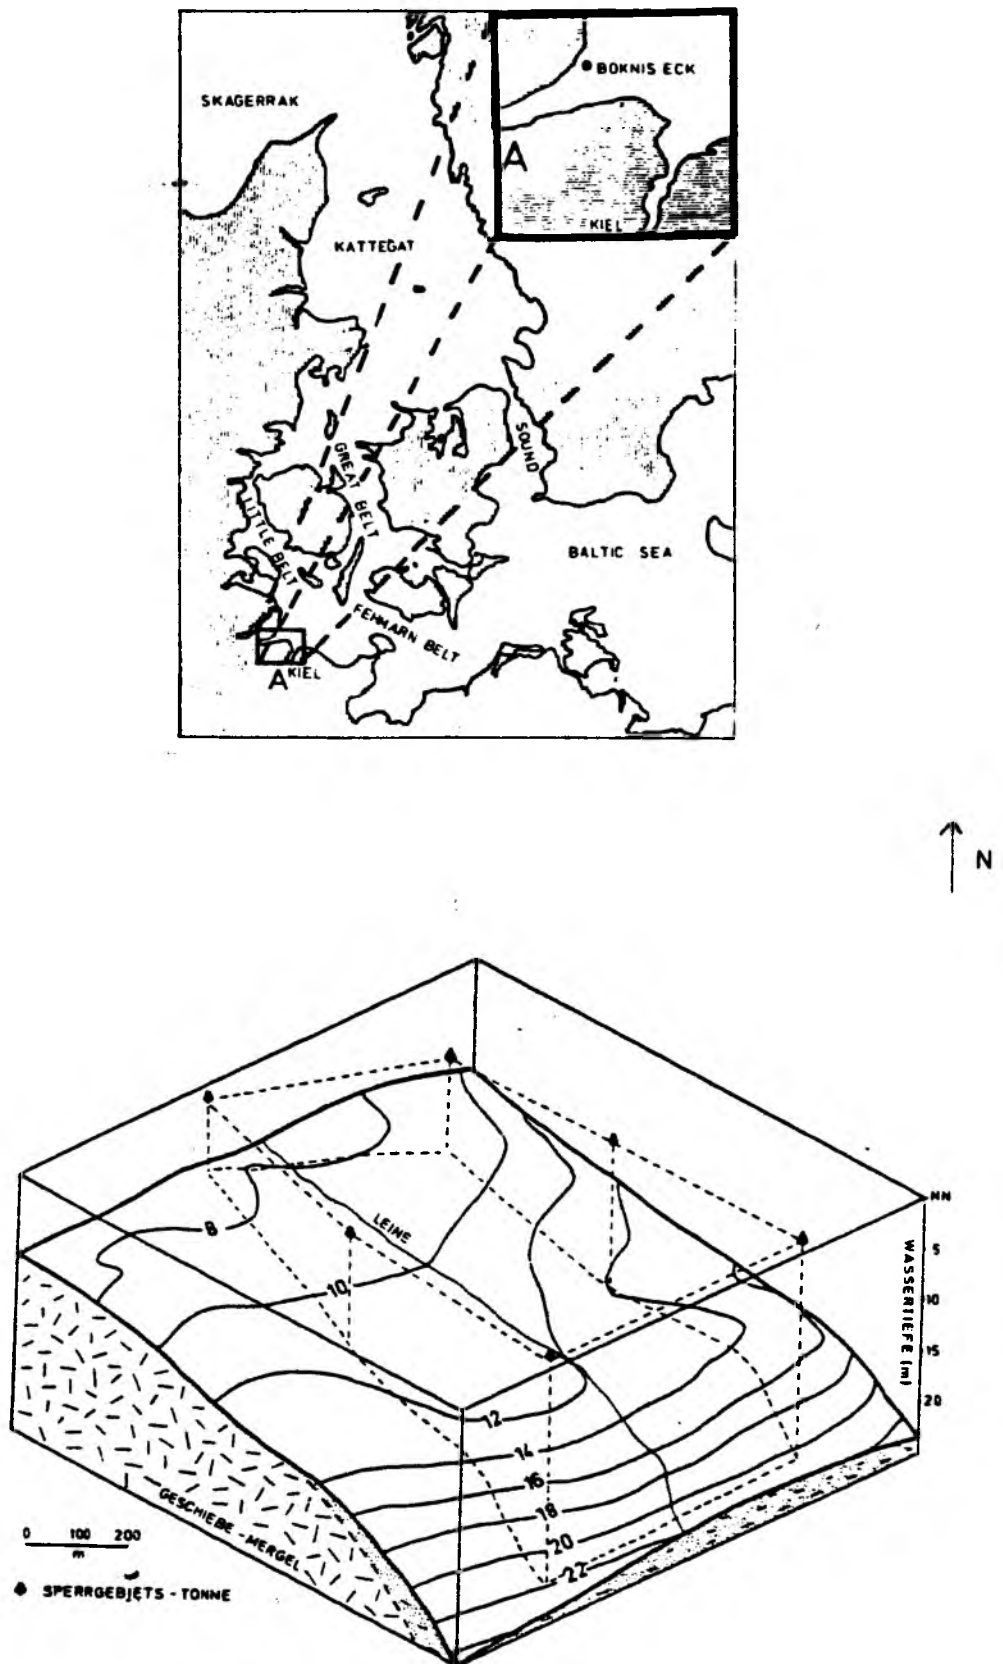 SKAGERRAK
BOKNIS ECK
A
KIEL
KATTEGAT
SOUND
GREAT BELT
LITTLE BELT
BALTIC SEA
FEHMARN BELT
KIEL
A
N
NN
5
10
15
20
WASSERTIEFE (m)
LEINE
8
10
12
14
16
18
20
22
GESCHIEBE-MERGEL
0 100 200
m
SPERRGEBIETS - TONNE